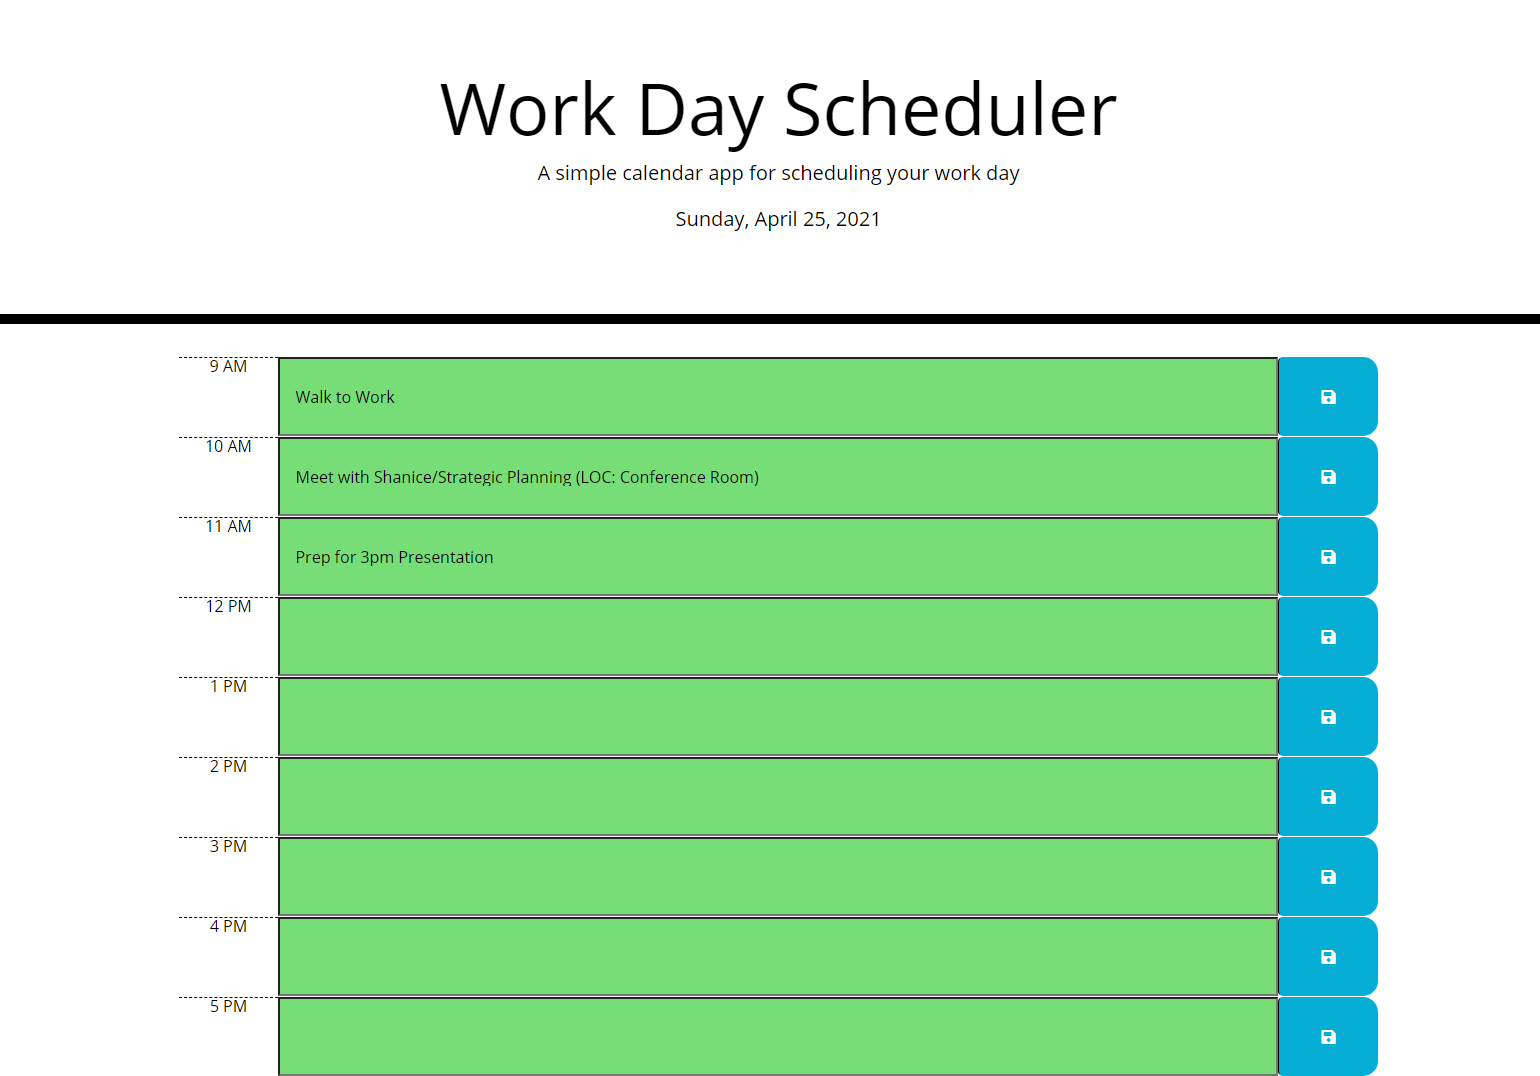 Work Day Scheduler
A simple calendar app for scheduling your work day
Sunday, April 25, 2021
9 AM
Walk to Work
10 AM
Meet with Shanice/Strategic Planning (LOC: Conference Room)
11 AM
Prep for 3pm Presentation
12 PM
1 PM
2 PM
3 PM
4 PM
5 PM